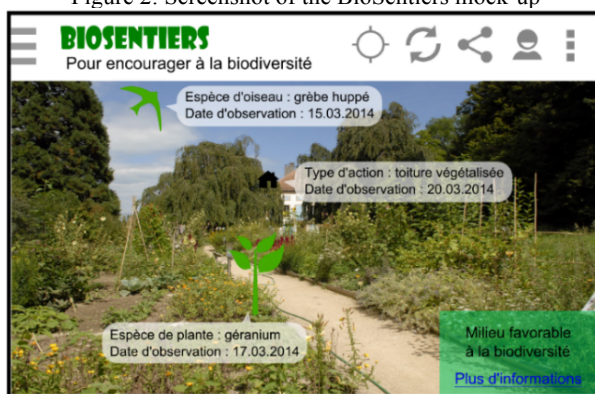 Figure 2: Screenshot of the BioSentiers mock-up
BIOSENTIERS
Pour encourager à la biodiversité
Espèce d'oiseau : grèbe huppé
Date d'observation : 15.03.2014
Type d'action : toiture végétalisée
Date d'observation : 20.03.2014
Espèce de plante : géranium
Date d'observation : 17.03.2014
Milieu favorable
à la biodiversité
Plus d'informations